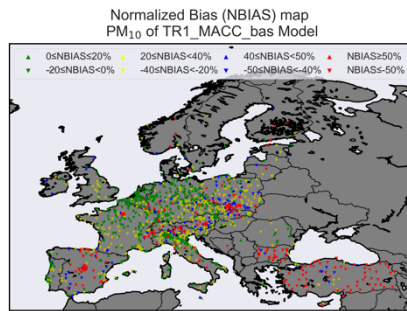 Normalized Bias (NBIAS) map
PM₁₀ of TR1_MACC_bas Model
0≤NBIAS≤20% 20≤NBIAS<40% 40≤NBIAS<50% NBIAS≥50%
-20≤NBIAS<0% -40≤NBIAS<-20% -50≤NBIAS<-40% NBIAS≤-50%